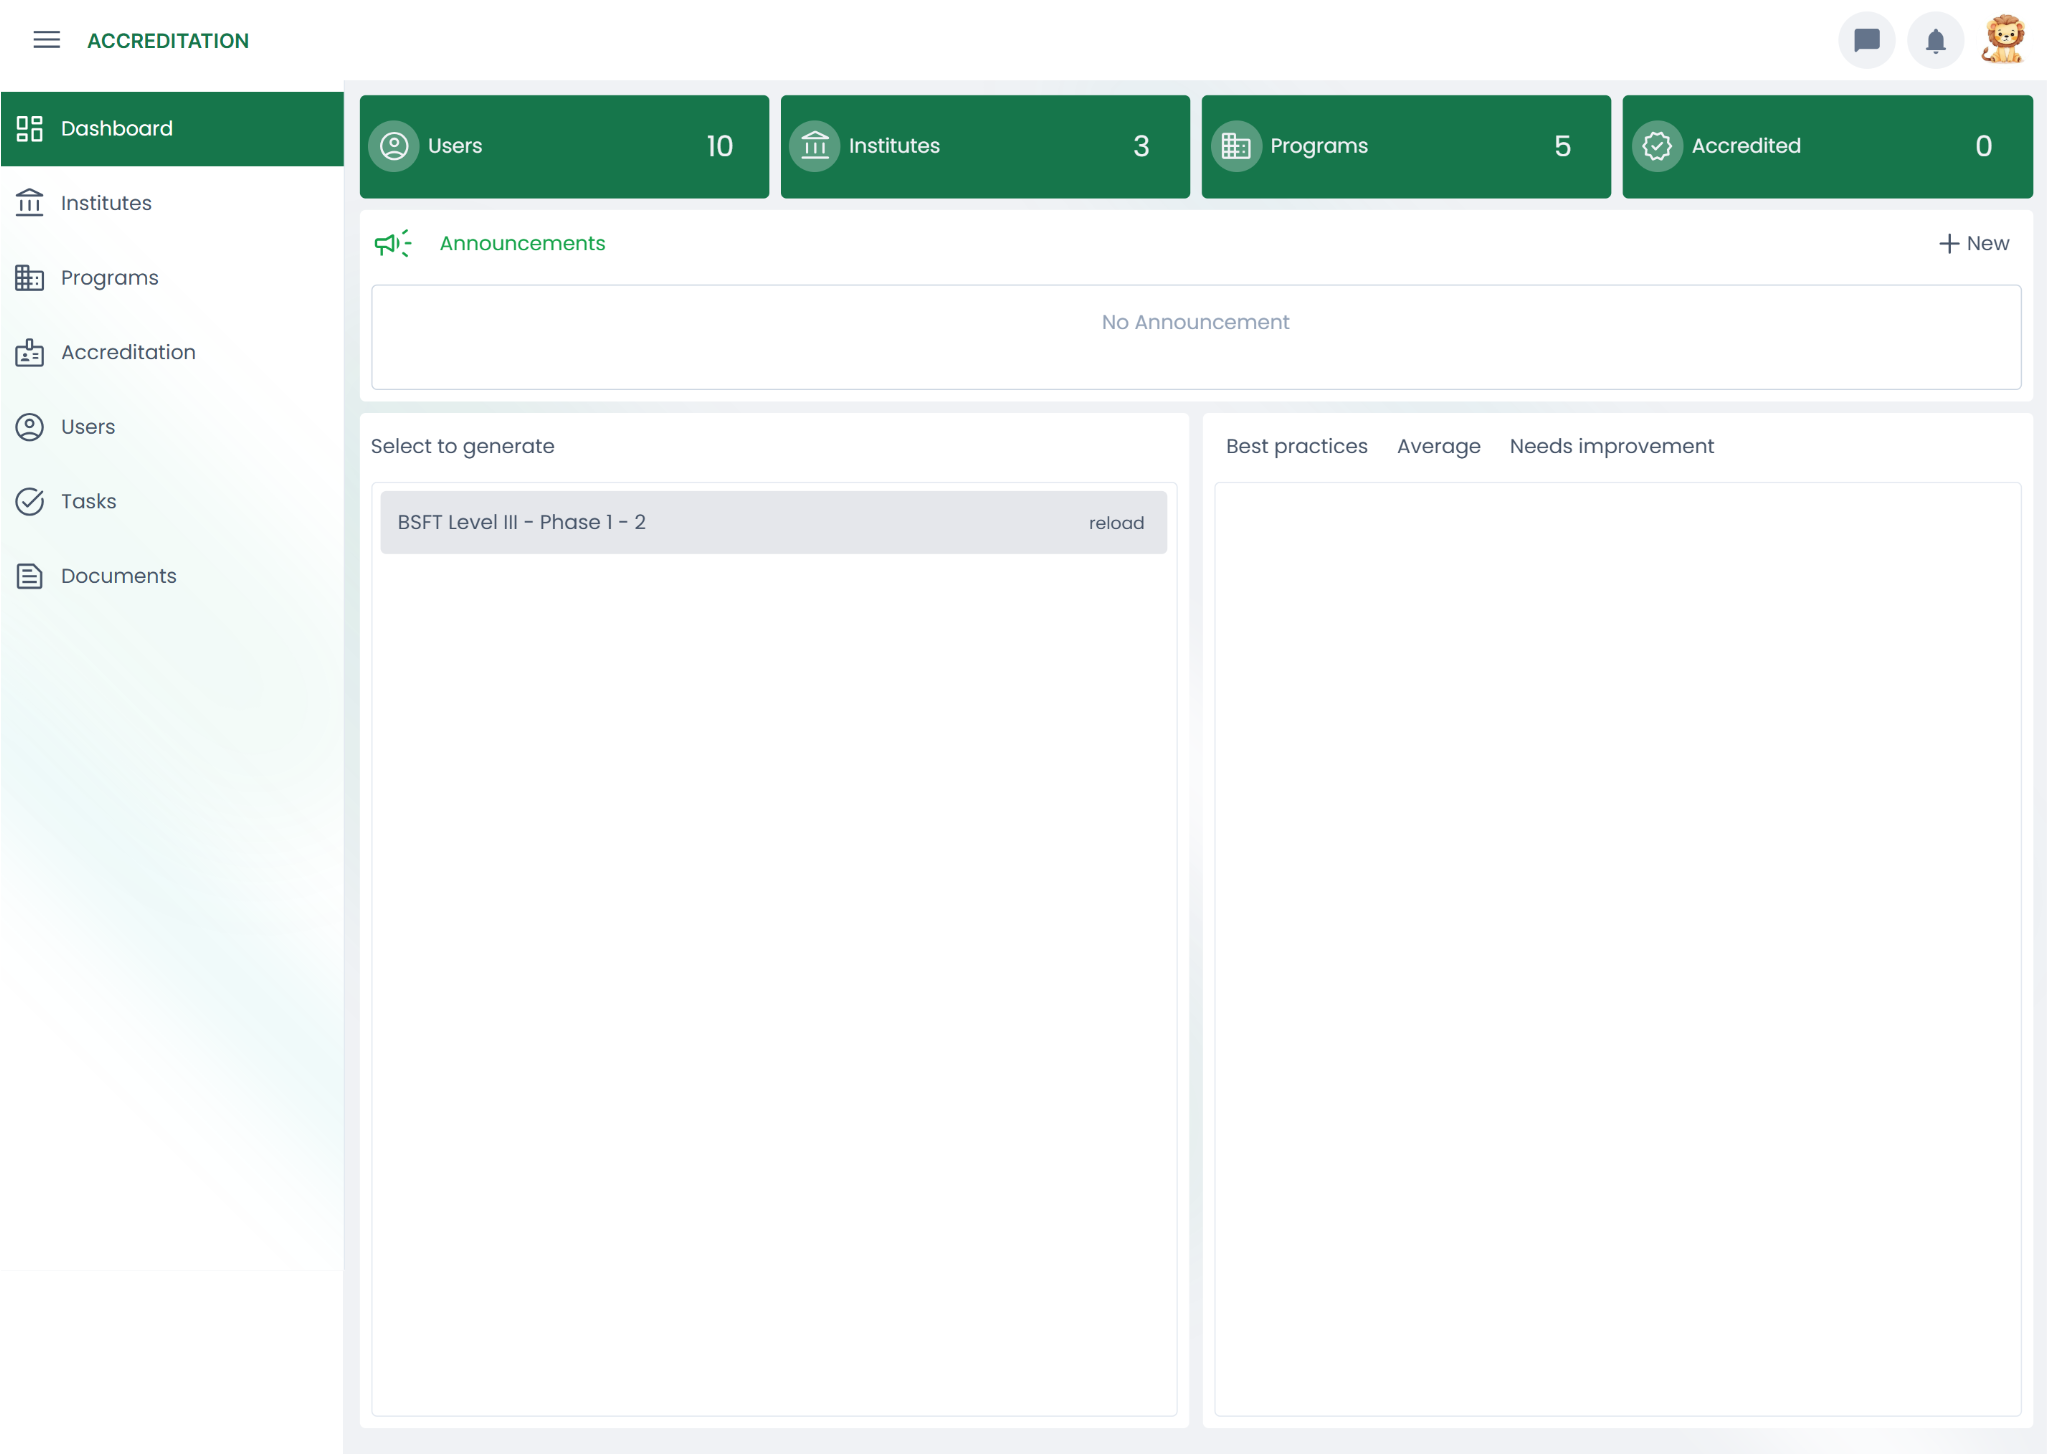 ACCREDITATION
Dashboard
Institutes
Programs
Accreditation
Users
Tasks
Documents
Users 10
Institutes 3
Programs 5
Accredited 0
Announcements
New
No Announcement
Select to generate
BSFT Level III - Phase 1 - 2 reload
Best practices Average Needs improvement